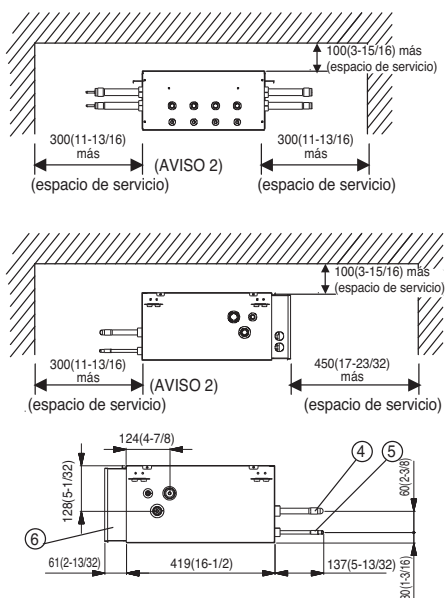 100(3-15/16) más
(espacio de servicio)
300(11-13/16)
más
(AVISO 2)
300(11-13/16)
más
(espacio de servicio)
(espacio de servicio)
100(3-15/16) más
(espacio de servicio)
300(11-13/16)
más
(AVISO 2)
450(17-23/32)
más
(espacio de servicio)
(espacio de servicio)
124(4-7/8)
4
5
60(2-3/8)
128(5-1/32)
6
61(2-13/32)
419(16-1/2)
137(5-13/32)
30(1-3/16)